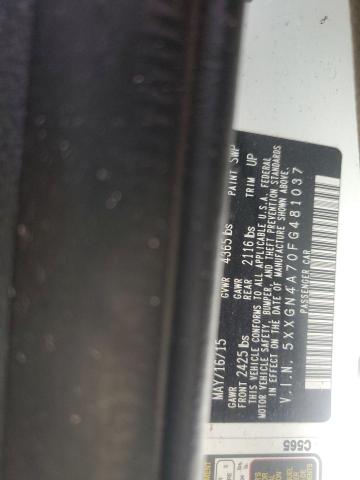 MAY/16/15 GVWR 4365 lbs PAINT SWP
GAWR GAWR TRIM UP
FRONT 2425 lbs REAR 2116 lbs
THIS VEHICLE CONFORMS TO ALL APPLICABLE U.S.A. FEDERAL
MOTOR VEHICLE SAFETY, BUMPER, AND THEFT PREVENTION STANDARDS
IN EFFECT ON THE DATE OF MANUFACTURE SHOWN ABOVE.
V.I.N. 5XXGN4A70FG481037
PASSENGER CAR
C565